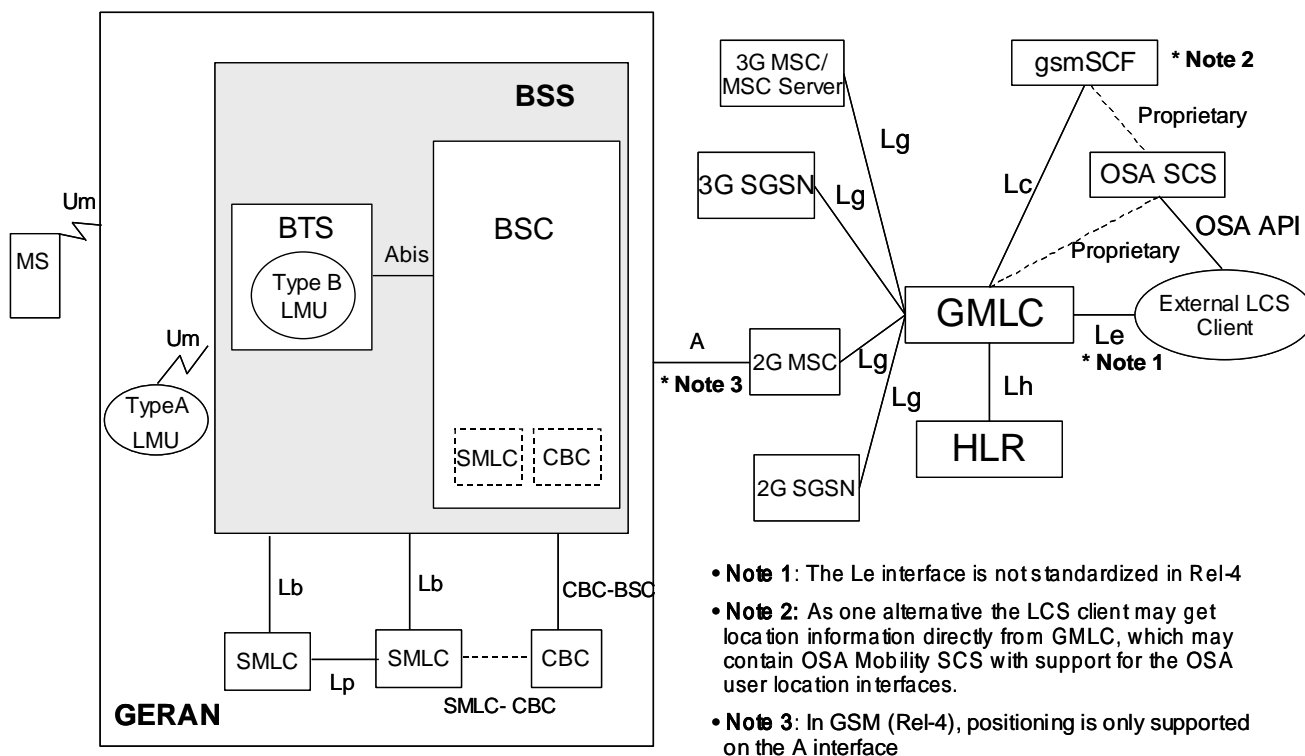 BSS
3G MSC/
MSC Server
gsmSCF
* Note 2
Proprietary
Lg
Lc
OSA SCS
3G SGSN
Lg
Um
MS
BTS
Abis
BSC
Type B
LMU
OSA API
Proprietary
GMLC
External LCS
Client
Le
* Note 1
Um
TypeA
LMU
A
* Note 3
2G MSC
Lg
Lg
Lh
HLR
SMLC
CBC
2G SGSN
Lb
Lb
CBC-BSC
SMLC
Lp
SMLC
CBC
SMLC- CBC
GERAN
• Note 1: The Le interface is not standardized in Rel-4
• Note 2: As one alternative the LCS client may get
location information directly from GMLC, which may
contain OSA Mobility SCS with support for the OSA
user location interfaces.
• Note 3: In GSM (Rel-4), positioning is only supported
on the A interface